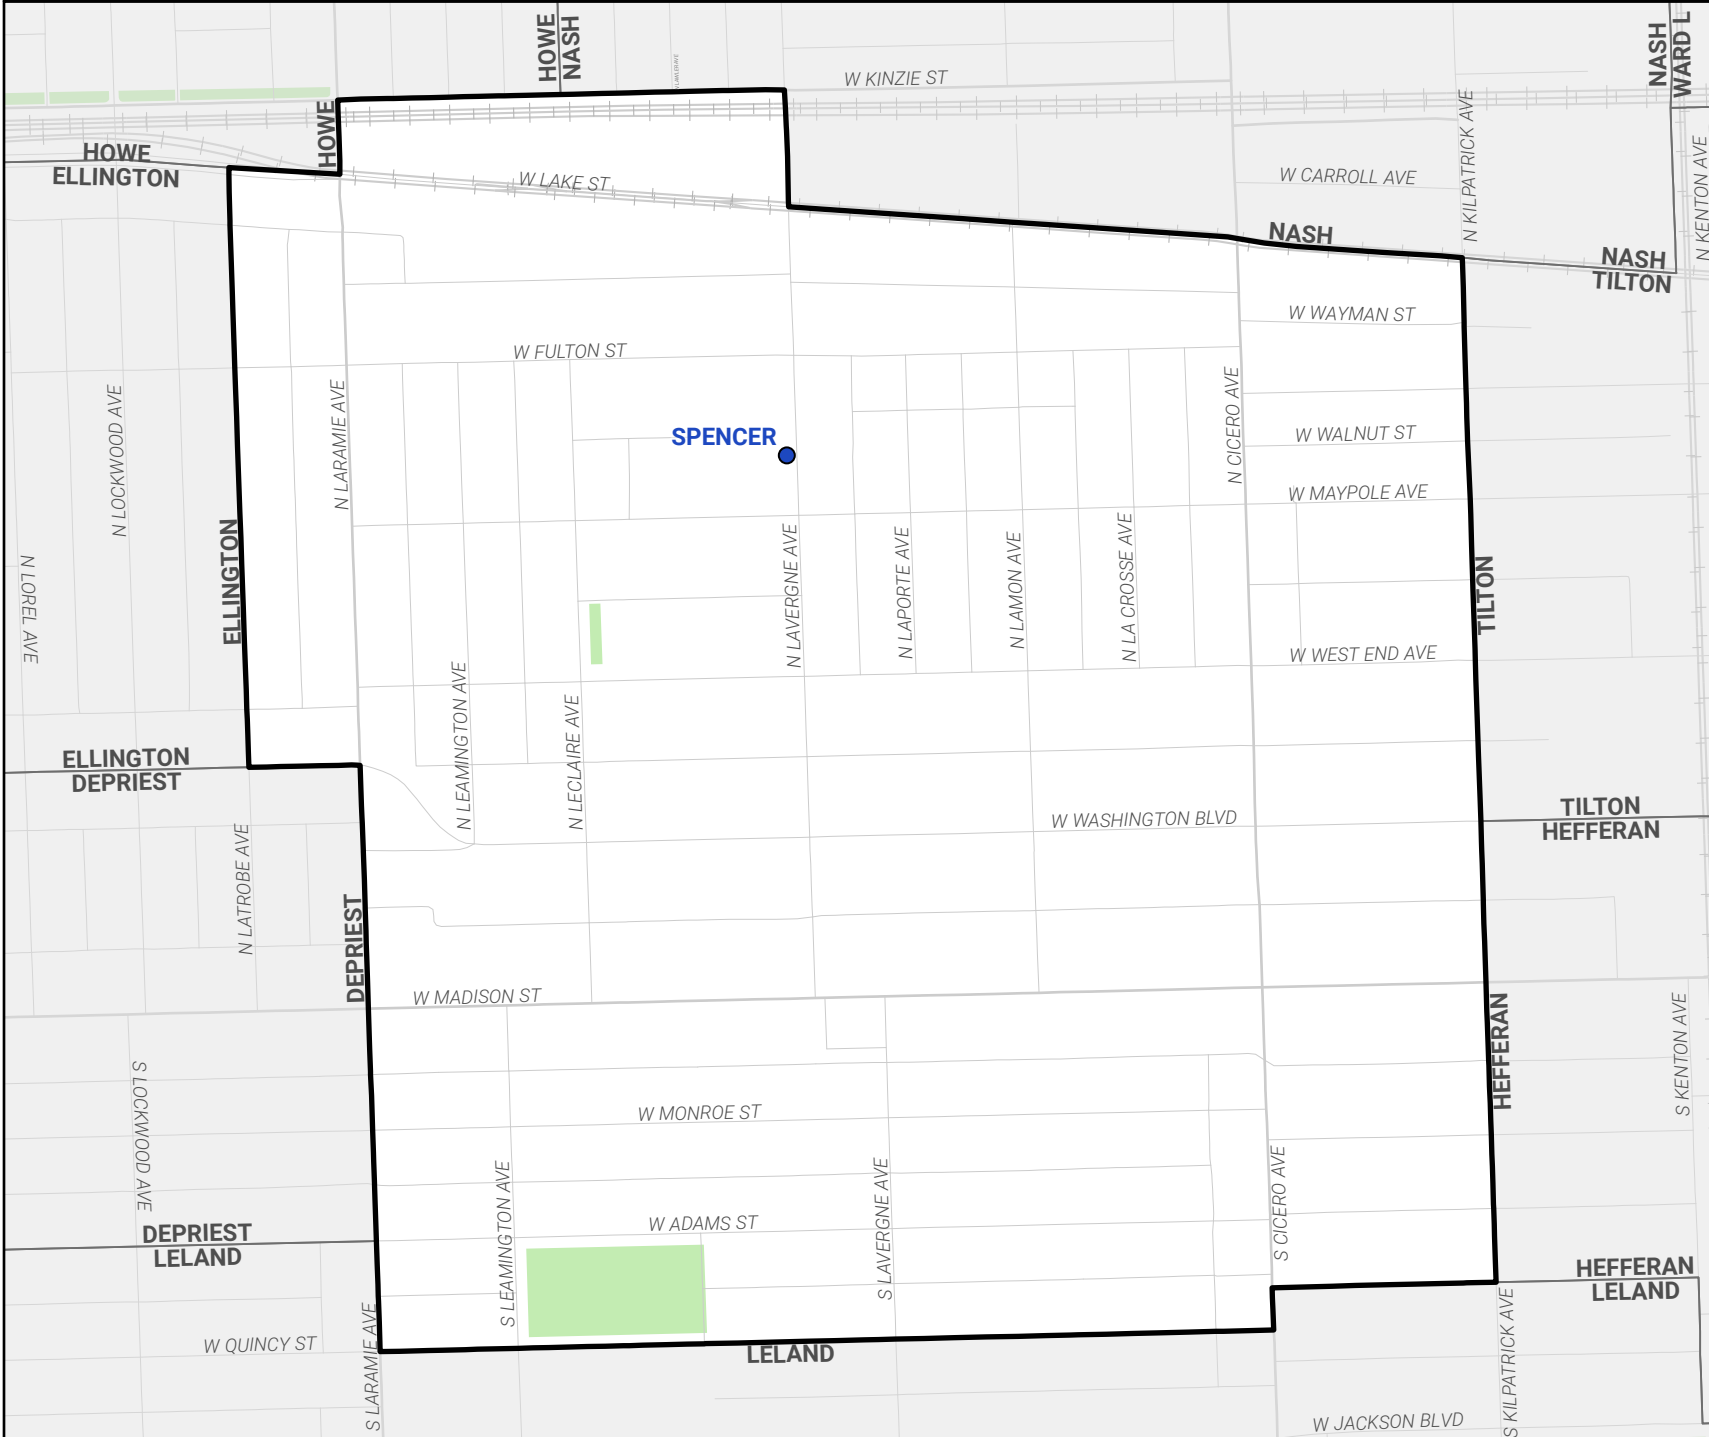 HOWE
NASH
NASH
WARD L
W KINZIE ST
N KILPATRICK AVE
N KENTON AVE
HOWE
HOWE
ELLINGTON
W LAKE ST
W CARROLL AVE
NASH
NASH
TILTON
W WAYMAN ST
W FULTON ST
N LOCKWOOD AVE
N LARAMIE AVE
N CICERO AVE
SPENCER
W WALNUT ST
W MAYPOLE AVE
N LOREL AVE
ELLINGTON
N LAVERGNE AVE
N LAPORTE AVE
N LAMON AVE
N LA CROSSE AVE
TILTON
W WEST END AVE
N LEAMINGTON AVE
N LECLAIRE AVE
ELLINGTON
DEPRIEST
W WASHINGTON BLVD
TILTON
HEFFERAN
N LATROBE AVE
DEPRIEST
W MADISON ST
HEFFERAN
S KENTON AVE
S LOCKWOOD AVE
W MONROE ST
S LEAMINGTON AVE
S LAVERGNE AVE
S CICERO AVE
W ADAMS ST
DEPRIEST
LELAND
HEFFERAN
LELAND
W QUINCY ST
S LARAMIE AVE
LELAND
S KILPATRICK AVE
W JACKSON BLVD